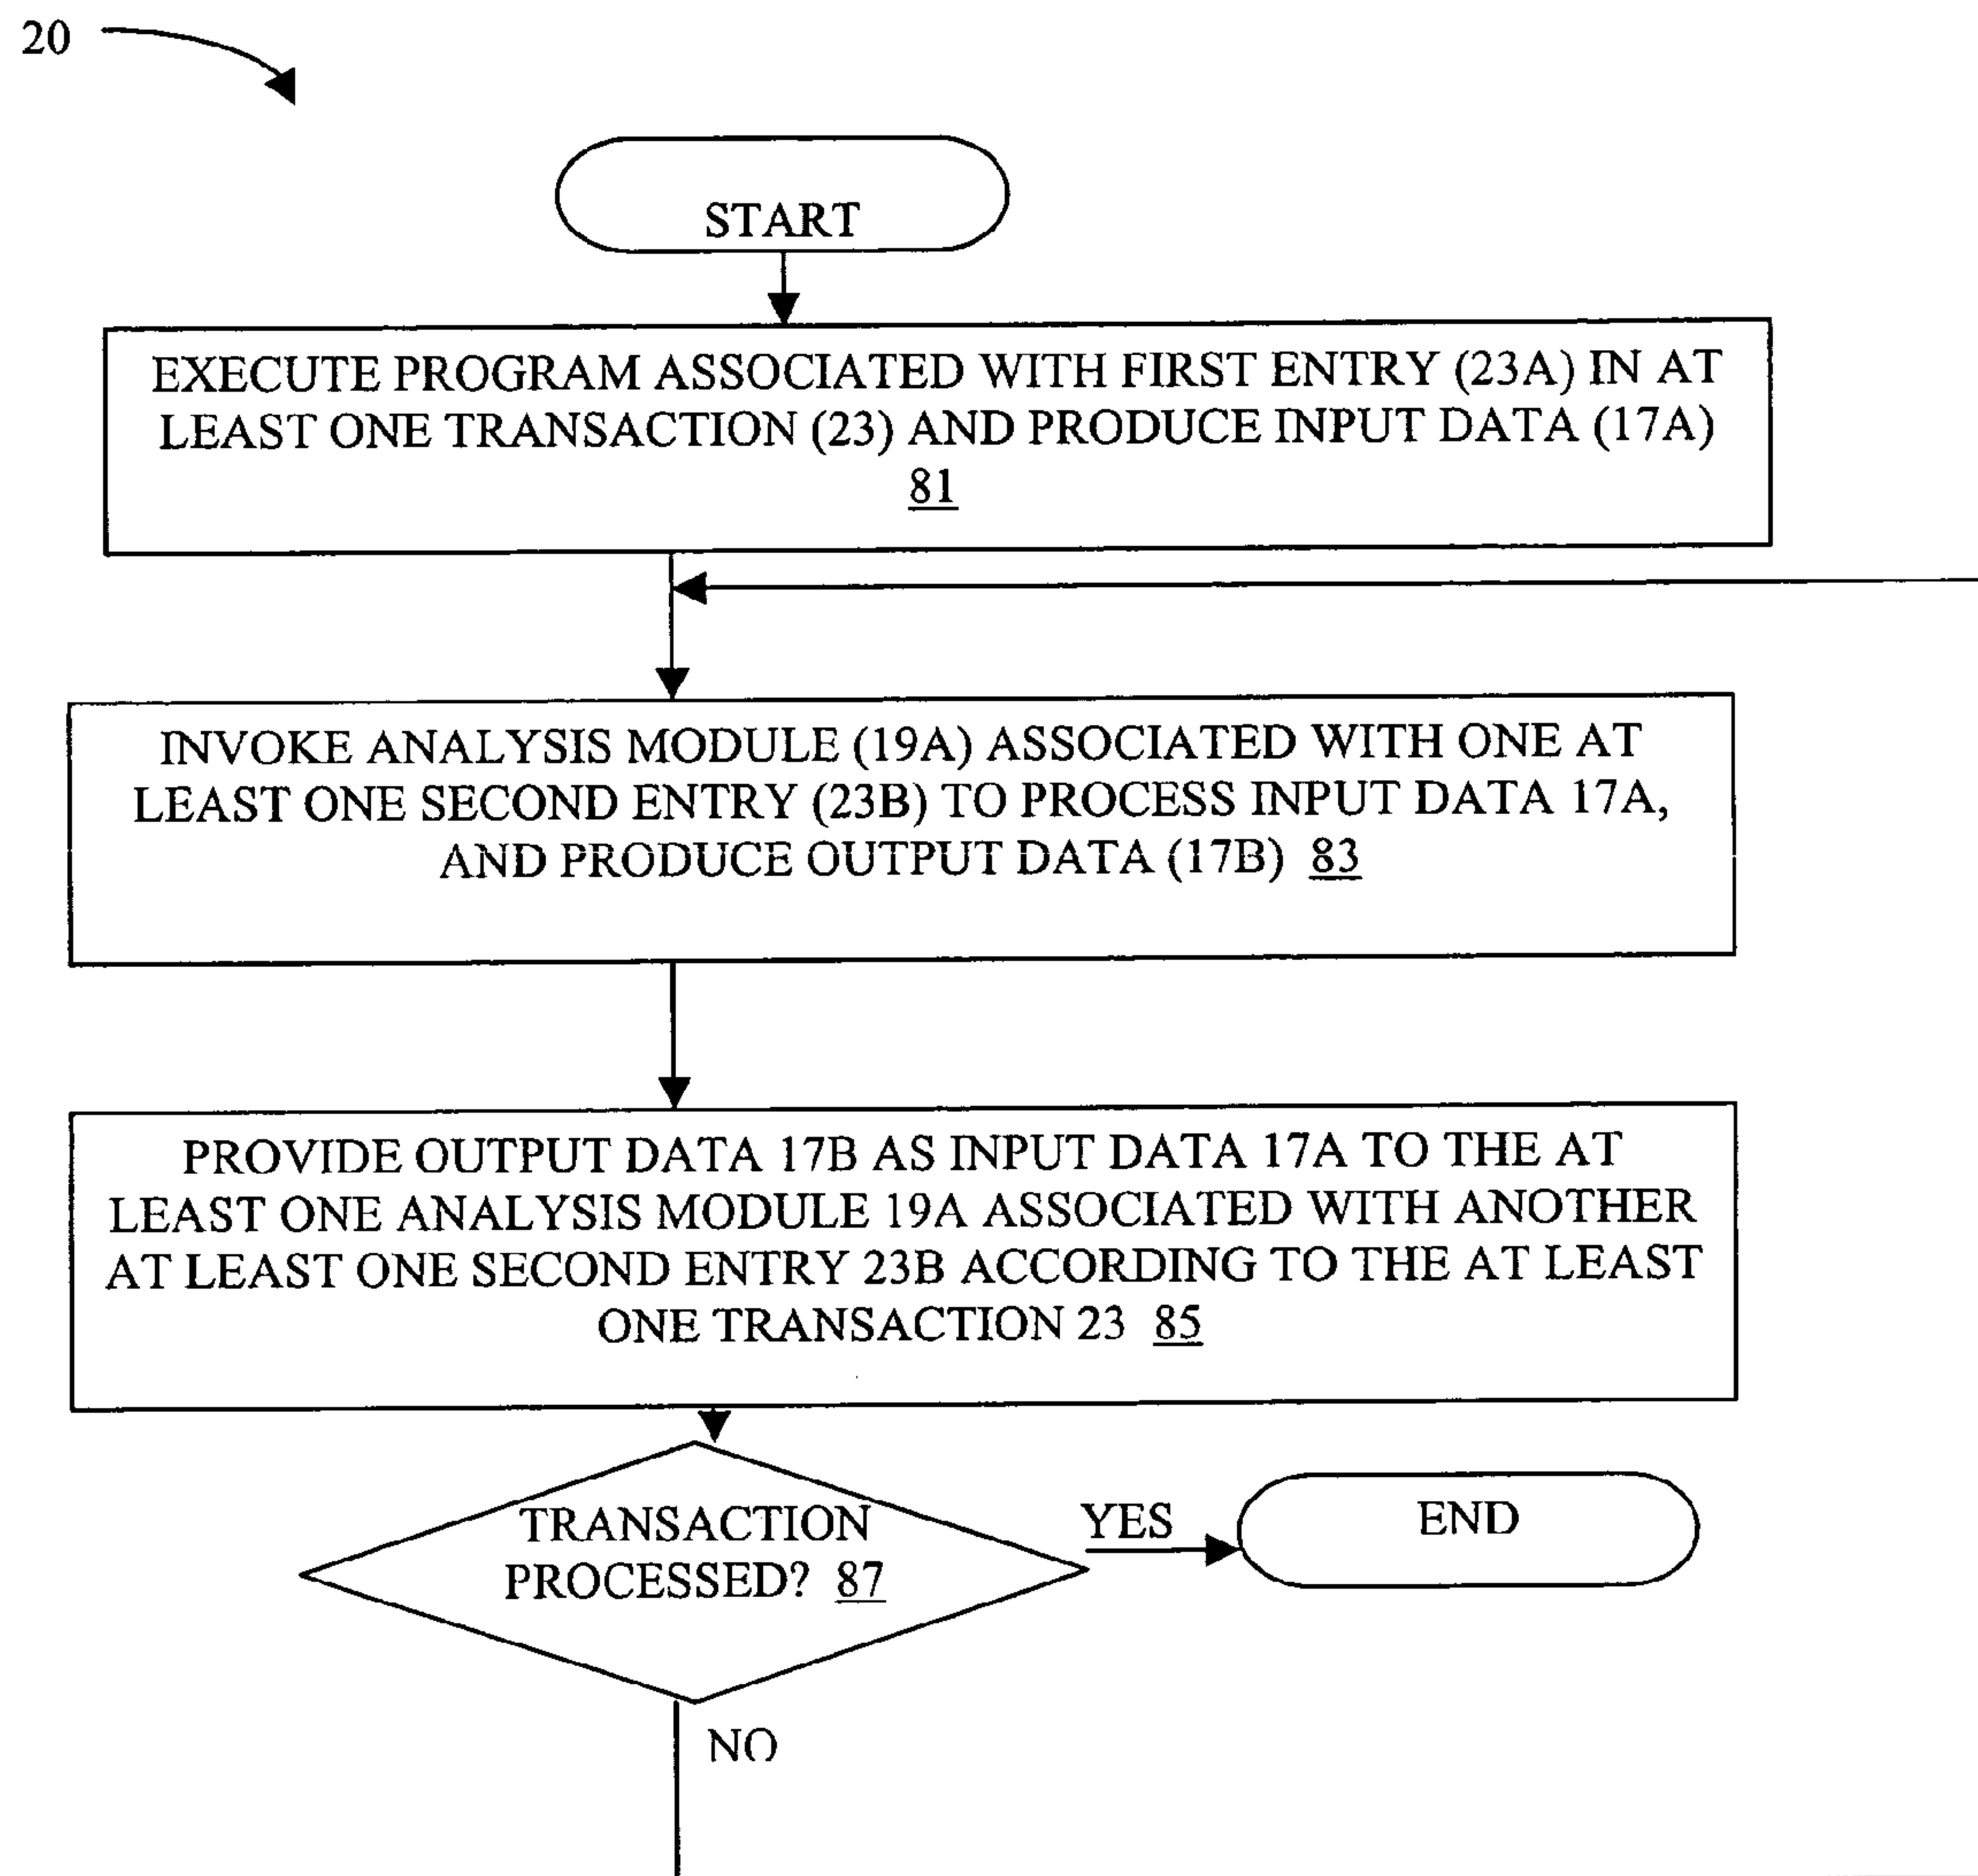 20
START
EXECUTE PROGRAM ASSOCIATED WITH FIRST ENTRY (23A) IN AT
LEAST ONE TRANSACTION (23) AND PRODUCE INPUT DATA (17A)
81
INVOKE ANALYSIS MODULE (19A) ASSOCIATED WITH ONE AT
LEAST ONE SECOND ENTRY (23B) TO PROCESS INPUT DATA 17A,
AND PRODUCE OUTPUT DATA (17B) 83
PROVIDE OUTPUT DATA 17B AS INPUT DATA 17A TO THE AT
LEAST ONE ANALYSIS MODULE 19A ASSOCIATED WITH ANOTHER
AT LEAST ONE SECOND ENTRY 23B ACCORDING TO THE AT LEAST
ONE TRANSACTION 23 85
TRANSACTION
PROCESSED? 87
YES
END
NO